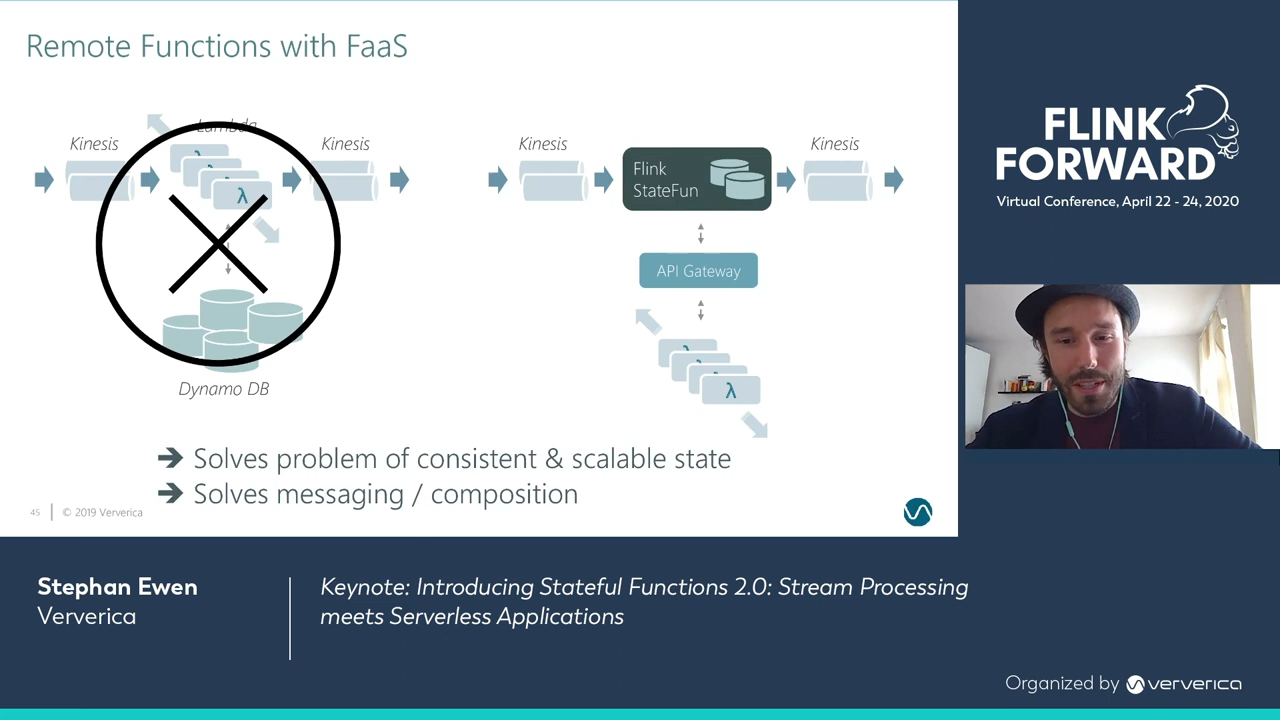 Remote Functions with FaaS
Kinesis
Lambda
Kinesis
λ
Dynamo DB
Kinesis
Flink
StateFun
Kinesis
API Gateway
λ
➔ Solves problem of consistent & scalable state
➔ Solves messaging / composition
45 | © 2019 Ververica
FLINK
FORWARD
Virtual Conference, April 22 - 24, 2020
Stephan Ewen
Ververica
Keynote: Introducing Stateful Functions 2.0: Stream Processing
meets Serverless Applications
Organized by ververica